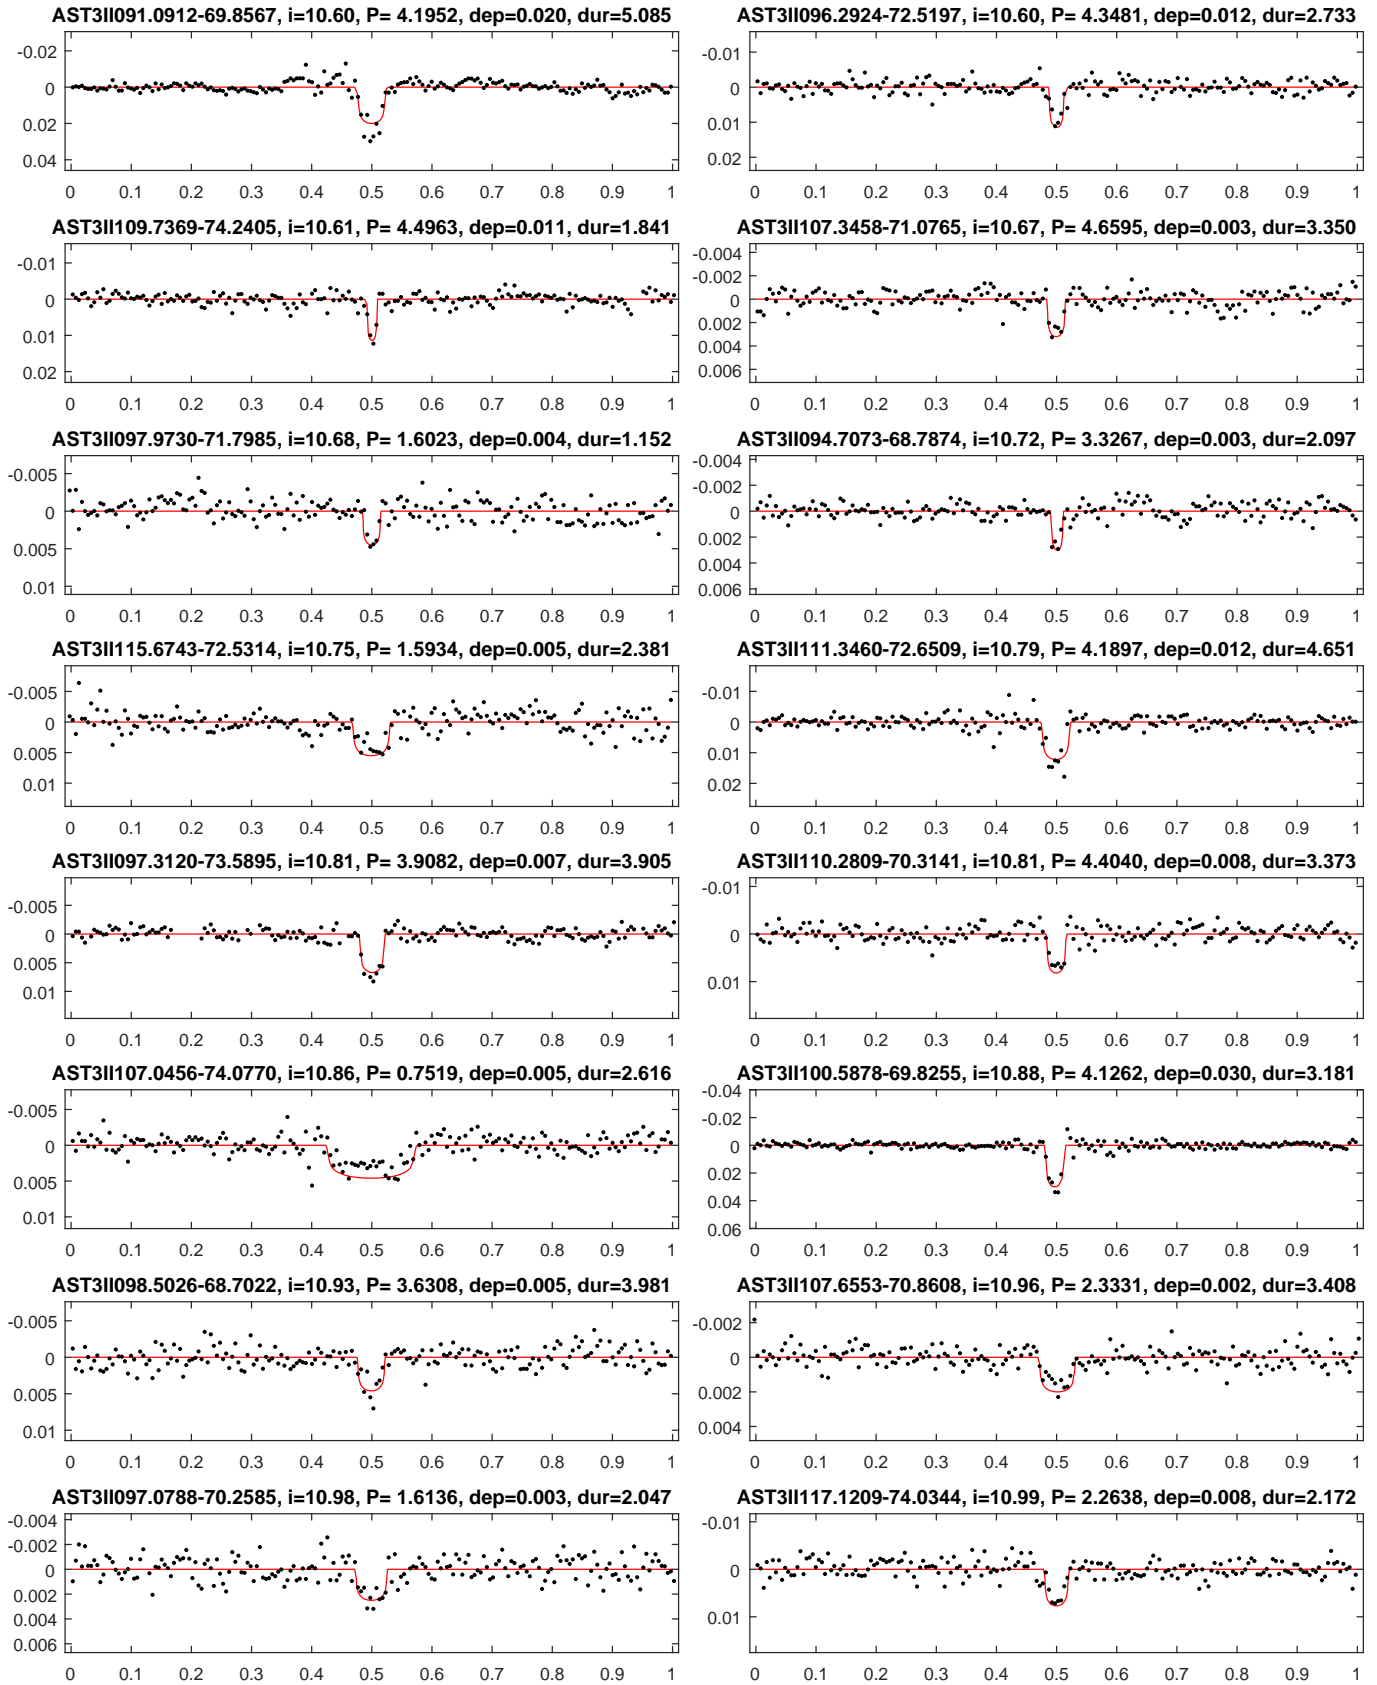 AST3II091.0912-69.8567, i=10.60, P= 4.1952, dep=0.020, dur=5.085
-0.02
0
0.02
0.04
0 0.1 0.2 0.3 0.4 0.5 0.6 0.7 0.8 0.9 1
AST3II096.2924-72.5197, i=10.60, P= 4.3481, dep=0.012, dur=2.733
-0.01
0
0.01
0.02
0 0.1 0.2 0.3 0.4 0.5 0.6 0.7 0.8 0.9 1
AST3II109.7369-74.2405, i=10.61, P= 4.4963, dep=0.011, dur=1.841
-0.01
0
0.01
0.02
0 0.1 0.2 0.3 0.4 0.5 0.6 0.7 0.8 0.9 1
AST3II107.3458-71.0765, i=10.67, P= 4.6595, dep=0.003, dur=3.350
-0.004
-0.002
0
0.002
0.004
0.006
0 0.1 0.2 0.3 0.4 0.5 0.6 0.7 0.8 0.9 1
AST3II097.9730-71.7985, i=10.68, P= 1.6023, dep=0.004, dur=1.152
-0.005
0
0.005
0.01
0 0.1 0.2 0.3 0.4 0.5 0.6 0.7 0.8 0.9 1
AST3II094.7073-68.7874, i=10.72, P= 3.3267, dep=0.003, dur=2.097
-0.004
-0.002
0
0.002
0.004
0.006
0 0.1 0.2 0.3 0.4 0.5 0.6 0.7 0.8 0.9 1
AST3II115.6743-72.5314, i=10.75, P= 1.5934, dep=0.005, dur=2.381
-0.005
0
0.005
0.01
0 0.1 0.2 0.3 0.4 0.5 0.6 0.7 0.8 0.9 1
AST3II111.3460-72.6509, i=10.79, P= 4.1897, dep=0.012, dur=4.651
-0.01
0
0.01
0.02
0 0.1 0.2 0.3 0.4 0.5 0.6 0.7 0.8 0.9 1
AST3II097.3120-73.5895, i=10.81, P= 3.9082, dep=0.007, dur=3.905
-0.005
0
0.005
0.01
0 0.1 0.2 0.3 0.4 0.5 0.6 0.7 0.8 0.9 1
AST3II110.2809-70.3141, i=10.81, P= 4.4040, dep=0.008, dur=3.373
-0.01
0
0.01
0 0.1 0.2 0.3 0.4 0.5 0.6 0.7 0.8 0.9 1
AST3II107.0456-74.0770, i=10.86, P= 0.7519, dep=0.005, dur=2.616
-0.005
0
0.005
0.01
0 0.1 0.2 0.3 0.4 0.5 0.6 0.7 0.8 0.9 1
AST3II100.5878-69.8255, i=10.88, P= 4.1262, dep=0.030, dur=3.181
-0.04
-0.02
0
0.02
0.04
0.06
0 0.1 0.2 0.3 0.4 0.5 0.6 0.7 0.8 0.9 1
AST3II098.5026-68.7022, i=10.93, P= 3.6308, dep=0.005, dur=3.981
-0.005
0
0.005
0.01
0 0.1 0.2 0.3 0.4 0.5 0.6 0.7 0.8 0.9 1
AST3II107.6553-70.8608, i=10.96, P= 2.3331, dep=0.002, dur=3.408
-0.002
0
0.002
0.004
0 0.1 0.2 0.3 0.4 0.5 0.6 0.7 0.8 0.9 1
AST3II097.0788-70.2585, i=10.98, P= 1.6136, dep=0.003, dur=2.047
-0.004
-0.002
0
0.002
0.004
0.006
0 0.1 0.2 0.3 0.4 0.5 0.6 0.7 0.8 0.9 1
AST3II117.1209-74.0344, i=10.99, P= 2.2638, dep=0.008, dur=2.172
-0.01
0
0.01
0 0.1 0.2 0.3 0.4 0.5 0.6 0.7 0.8 0.9 1